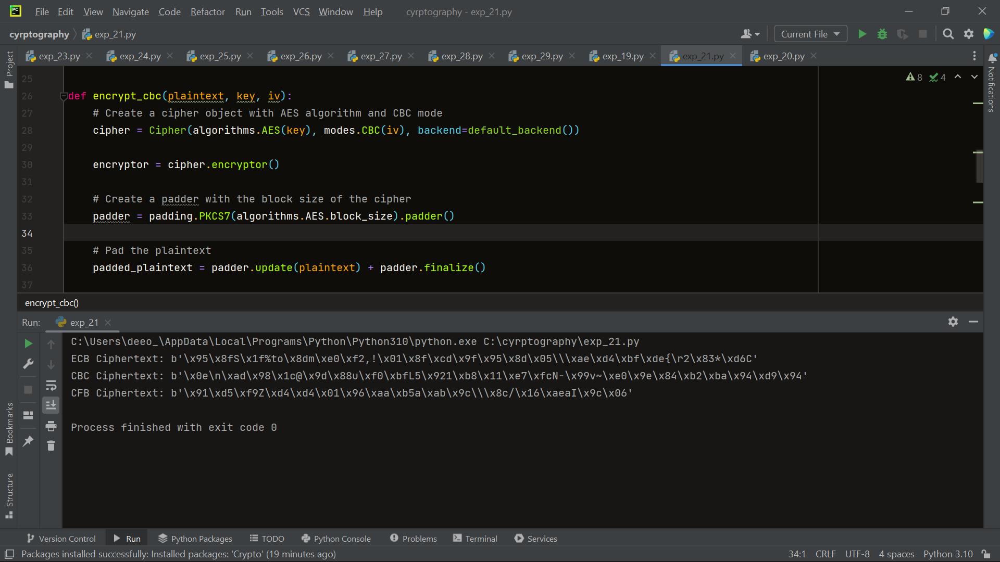 PC File Edit View Navigate Code Refactor Run Tools VCS Window Help cyrptography - exp_21.py
cyrptography exp_21.py Current File
exp_23.py exp_24.py exp_25.py exp_26.py exp_27.py exp_28.py exp_29.py exp_19.py exp_21.py exp_20.py
Project
Notifications
8 4
25
26 def encrypt_cbc(plaintext, key, iv):
27 # Create a cipher object with AES algorithm and CBC mode
28 cipher = Cipher(algorithms.AES(key), modes.CBC(iv), backend=default_backend())
29
30 encryptor = cipher.encryptor()
31
32 # Create a padder with the block size of the cipher
33 padder = padding.PKCS7(algorithms.AES.block_size).padder()
34
35 # Pad the plaintext
36 padded_plaintext = padder.update(plaintext) + padder.finalize()
37
encrypt_cbc()
Run: exp_21
C:\Users\deeo_\AppData\Local\Programs\Python\Python310\python.exe C:\cyrptography\exp_21.py
ECB Ciphertext: b'\x95\x8fS\x1f%to\x8dm\xe0\xf2,!\x01\x8f\xcd\x9f\x95\x8d\x05\\\xae\xd4\xbf\xde{\r2\x83*\xd6C'
CBC Ciphertext: b'\x0e\n\xad\x98\x1c@\x9d\x88u\xf0\xbfL5\x921\xb8\x11\xe7\xfcN-\x99v~\xe0\x9e\x84\xb2\xba\x94\xd9\x94'
CFB Ciphertext: b'\x91\xd5\xf9Z\xd4\xd4\x01\x96\xaa\xb5a\xab\x9c\\\x8c/\x16\xaeaI\x9c\x06'
Process finished with exit code 0
Bookmarks
Structure
Version Control Run Python Packages TODO Python Console Problems Terminal Services
Packages installed successfully: Installed packages: 'Crypto' (19 minutes ago) 34:1 CRLF UTF-8 4 spaces Python 3.10